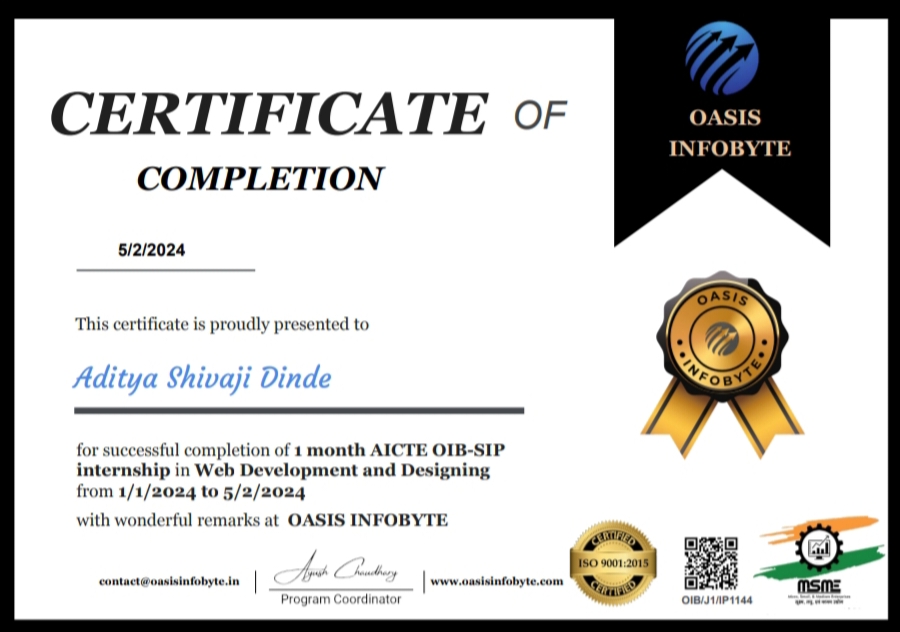 CERTIFICATE OF
COMPLETION
OASIS
INFOBYTE
5/2/2024
This certificate is proudly presented to
Aditya Shivaji Dinde
for successful completion of 1 month AICTE OIB-SIP
internship in Web Development and Designing
from 1/1/2024 to 5/2/2024
with wonderful remarks at OASIS INFOBYTE
OASIS
INFOBYTE
contact@oasisinfobyte.in
Ayush Chaudhary
Program Coordinator
www.oasisinfobyte.com
CERTIFIED
ISO 9001:2015
CERTIFIED
OIB/J1/IP1144
MSME